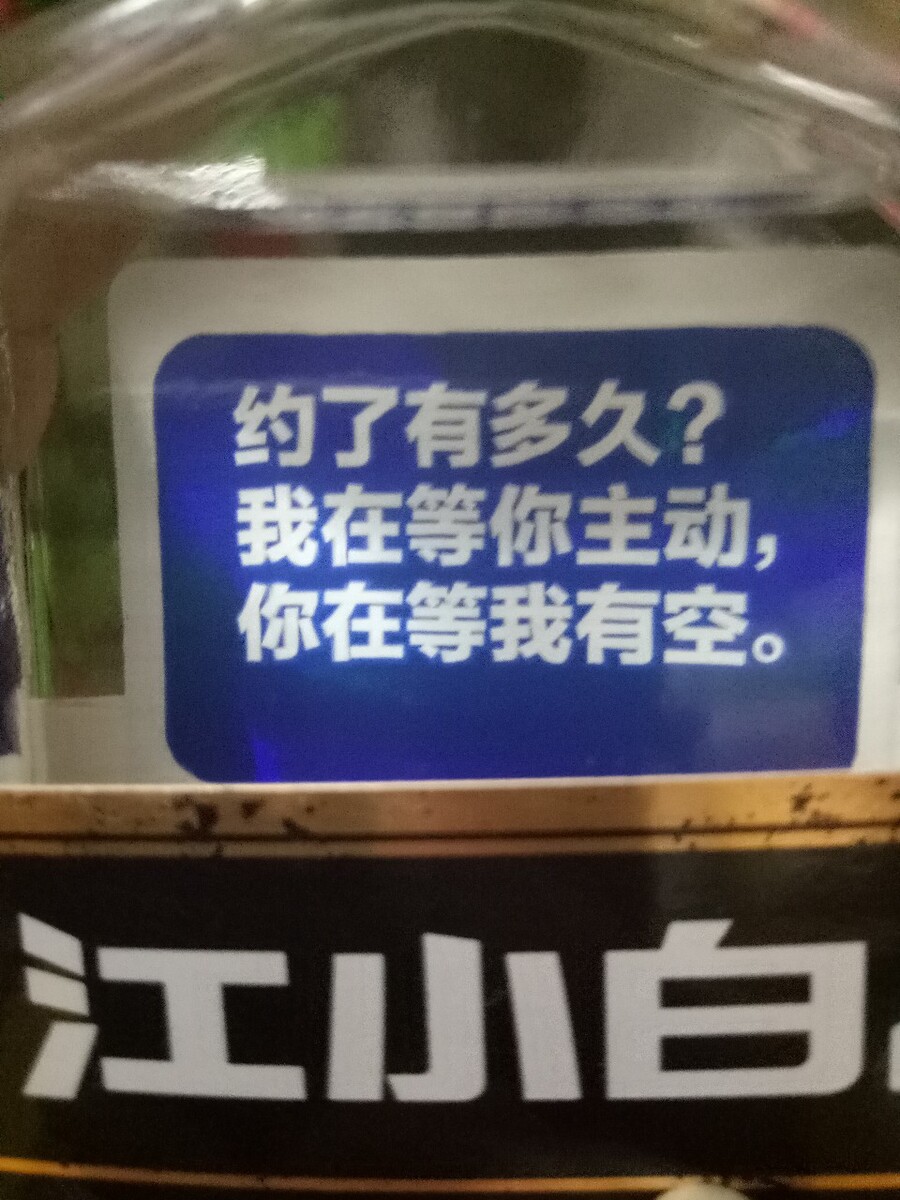 约了有多久？
我在等你主动，
你在等我有空。
江小白